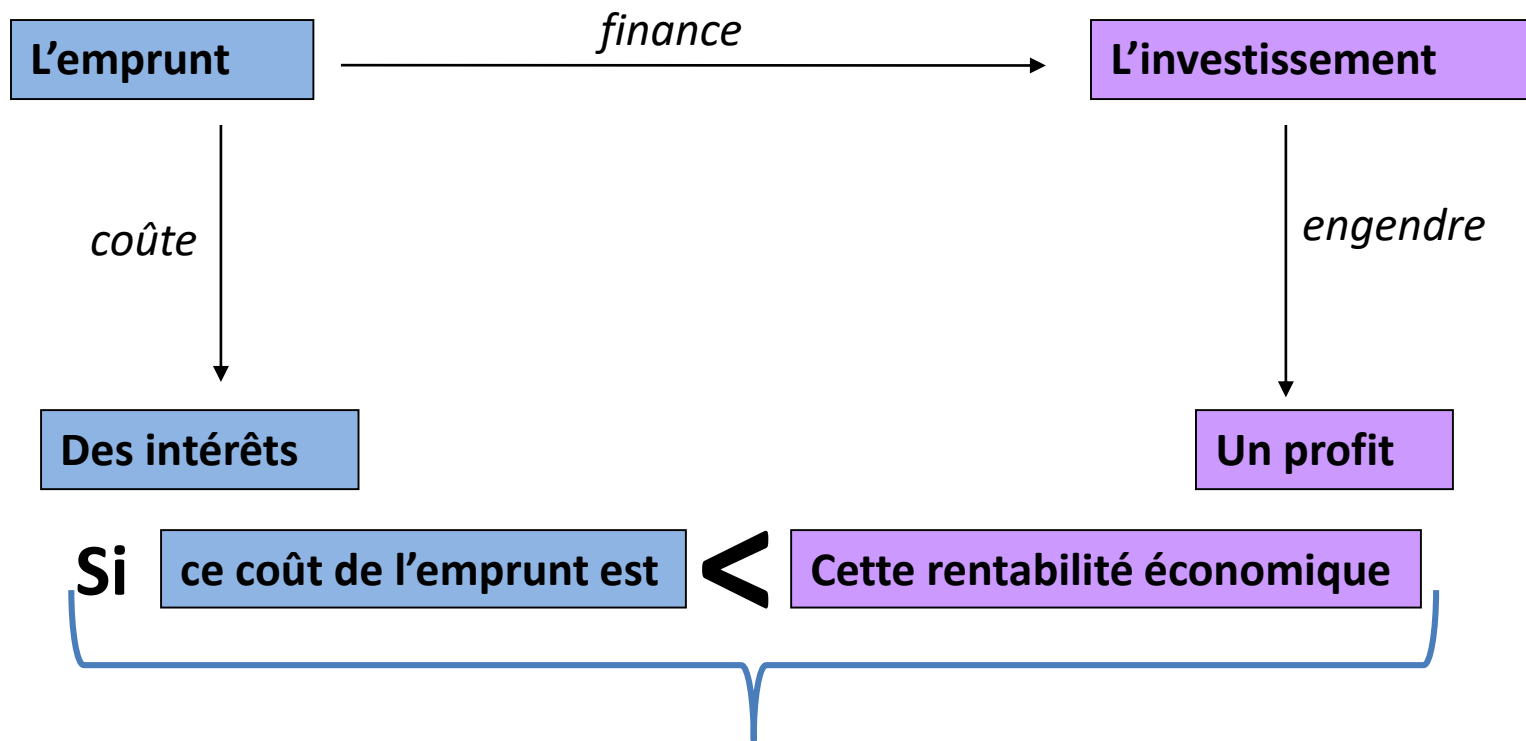 finance
L’emprunt
L’investissement
coûte
engendre
Des intérêts
Un profit
Si ce coût de l’emprunt est < Cette rentabilité économique